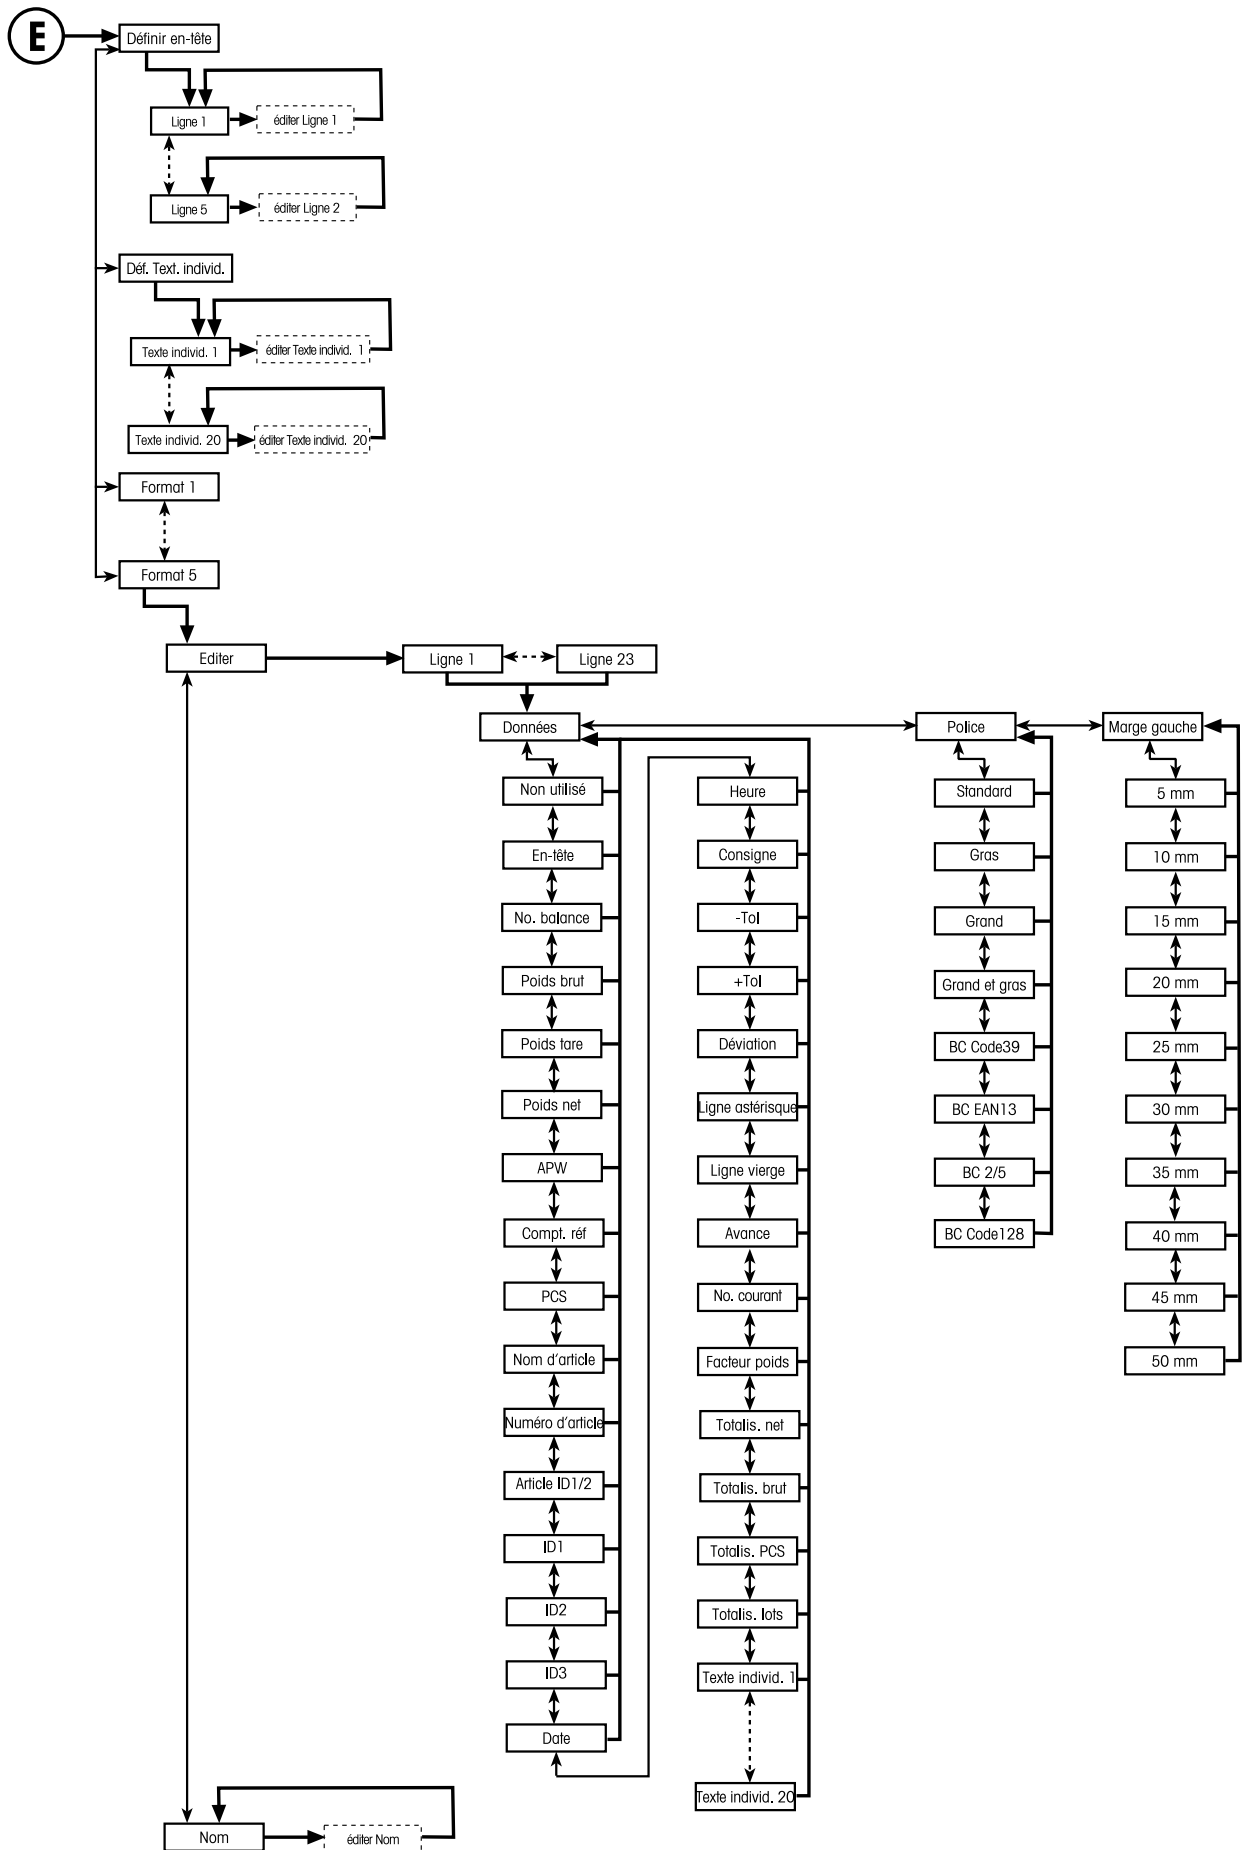 E
Définir en-tête
Ligne 1
éditer Ligne 1
Ligne 5
éditer Ligne 2
Déf. Text. individ.
Texte individ. 1
éditer Texte individ. 1
Texte individ. 20
éditer Texte individ. 20
Format 1
Format 5
Editer
Ligne 1
Ligne 23
Données
Non utilisé
En-tête
No. balance
Poids brut
Poids tare
Poids net
APW
Compt. réf
PCS
Nom d'article
Numéro d'article
Article ID1/2
ID1
ID2
ID3
Date
Heure
Consigne
-Tol
+Tol
Déviation
Ligne astérisque
Ligne vierge
Avance
No. courant
Facteur poids
Totalis. net
Totalis. brut
Totalis. PCS
Totalis. lots
Texte individ. 1
Texte individ. 20
Police
Standard
Gras
Grand
Grand et gras
BC Code39
BC EAN13
BC 2/5
BC Code128
Marge gauche
5 mm
10 mm
15 mm
20 mm
25 mm
30 mm
35 mm
40 mm
45 mm
50 mm
Nom
éditer Nom